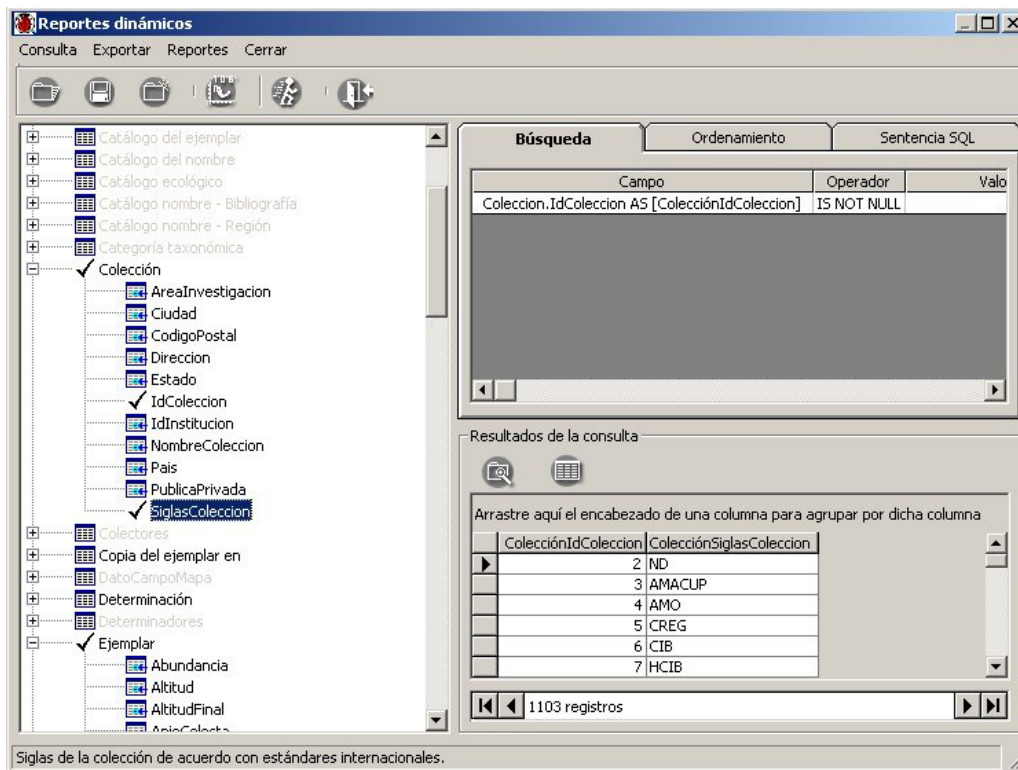 Reportes dinámicos
Consulta Exportar Reportes Cerrar
Catálogo del ejemplar
Catálogo del nombre
Catálogo ecológico
Catálogo nombre - Bibliografía
Catálogo nombre - Región
Categoría taxonómica
Colección
AreaInvestigacion
Ciudad
CodigoPostal
Direccion
Estado
IdColeccion
IdInstitucion
NombreColeccion
Pais
PublicaPrivada
SiglasColeccion
Colectores
Copia del ejemplar en
DatoCampoMapa
Determinación
Determinadores
Ejemplar
Abundancia
Altitud
AltitudFinal
Búsqueda Ordenamiento Sentencia SQL
Campo Operador Valo
Coleccion.IdColeccion AS [ColecciónIdColeccion] IS NOT NULL
Resultados de la consulta
Arrastre aquí el encabezado de una columna para agrupar por dicha columna
ColecciónIdColeccion ColecciónSiglasColeccion
2 ND
3 AMACUP
4 AMO
5 CREG
6 CIB
7 HCIB
1103 registros
Siglas de la colección de acuerdo con estándares internacionales.